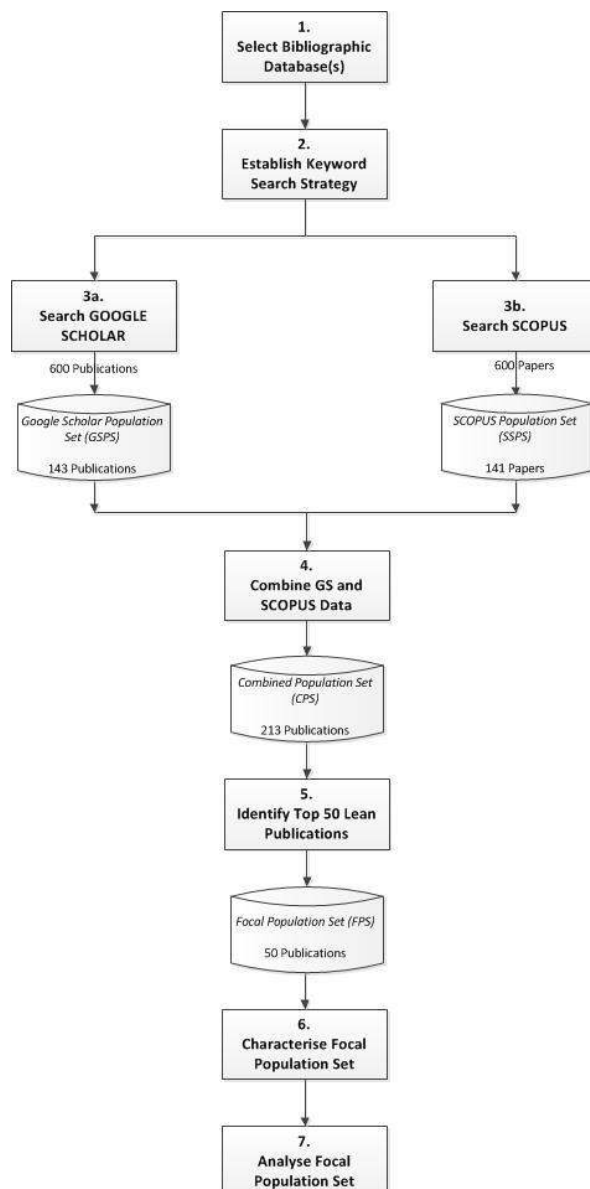 1.
Select Bibliographic
Database(s)
2.
Establish Keyword
Search Strategy
3a.
Search GOOGLE
SCHOLAR
3b.
Search SCOPUS
600 Publications
600 Papers
Google Scholar Population
Set (GSPS)
143 Publications
SCOPUS Population Set
(SSPS)
141 Papers
4.
Combine GS and
SCOPUS Data
Combined Population Set
(CPS)
213 Publications
5.
Identify Top 50 Lean
Publications
Focal Population Set (FPS)
50 Publications
6.
Characterise Focal
Population Set
7.
Analyse Focal
Population Set